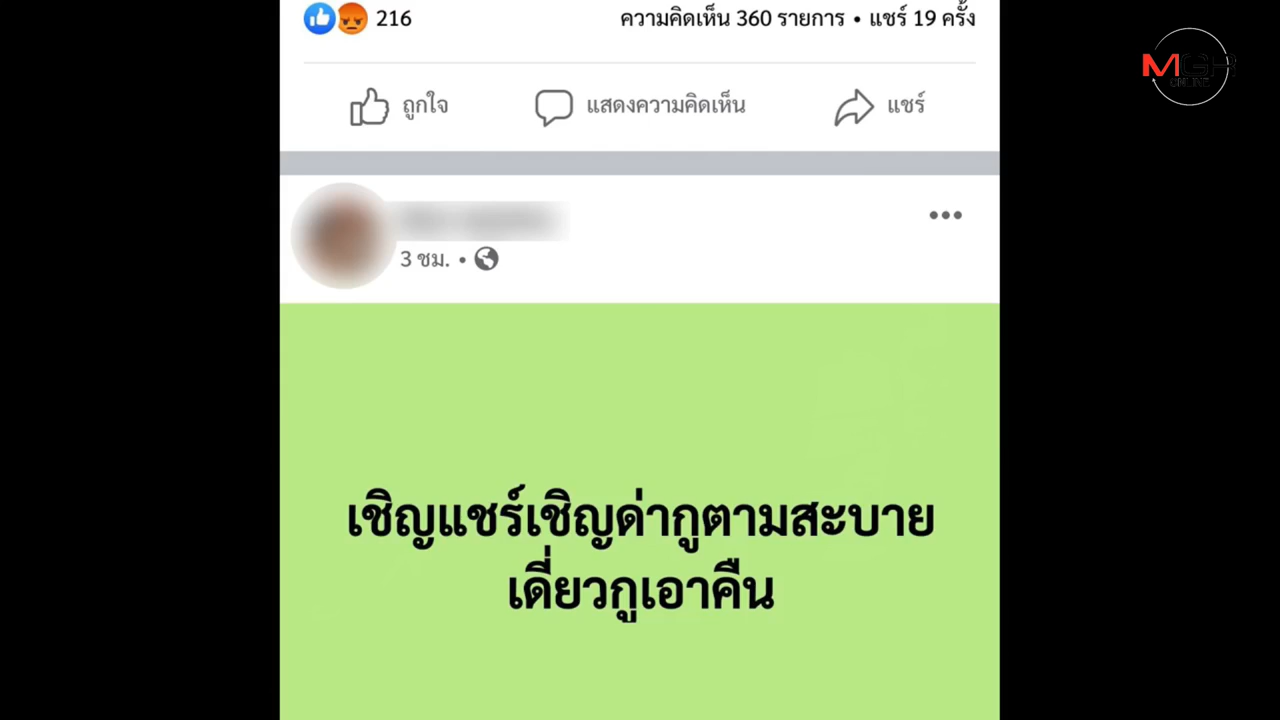 216
ความคิดเห็น 360 รายการ • แชร์ 19 ครั้ง
MGR
ONLINE
ถูกใจ
แสดงความคิดเห็น
แชร์
3 ชม. •
เชิญแชร์เชิญด่ากูตามสะบาย
เดี่ยวกูเอาคืน